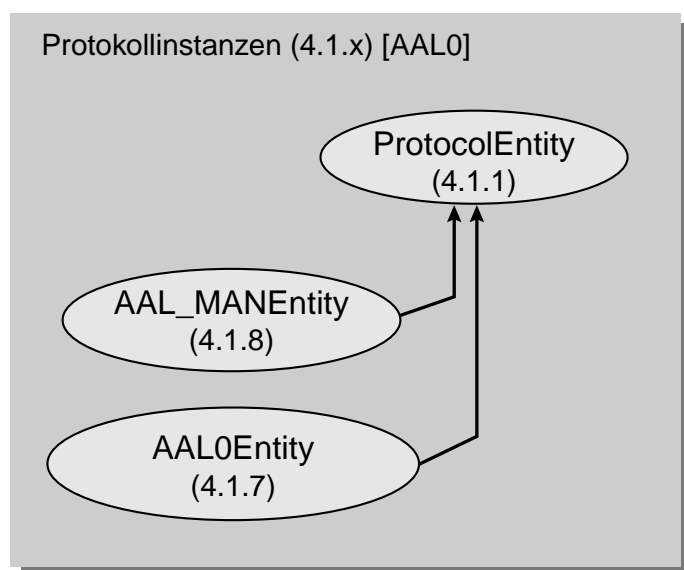 Protokollinstanzen (4.1.x) [AAL0]
ProtocolEntity
(4.1.1)
AAL_MANEntity
(4.1.8)
AAL0Entity
(4.1.7)